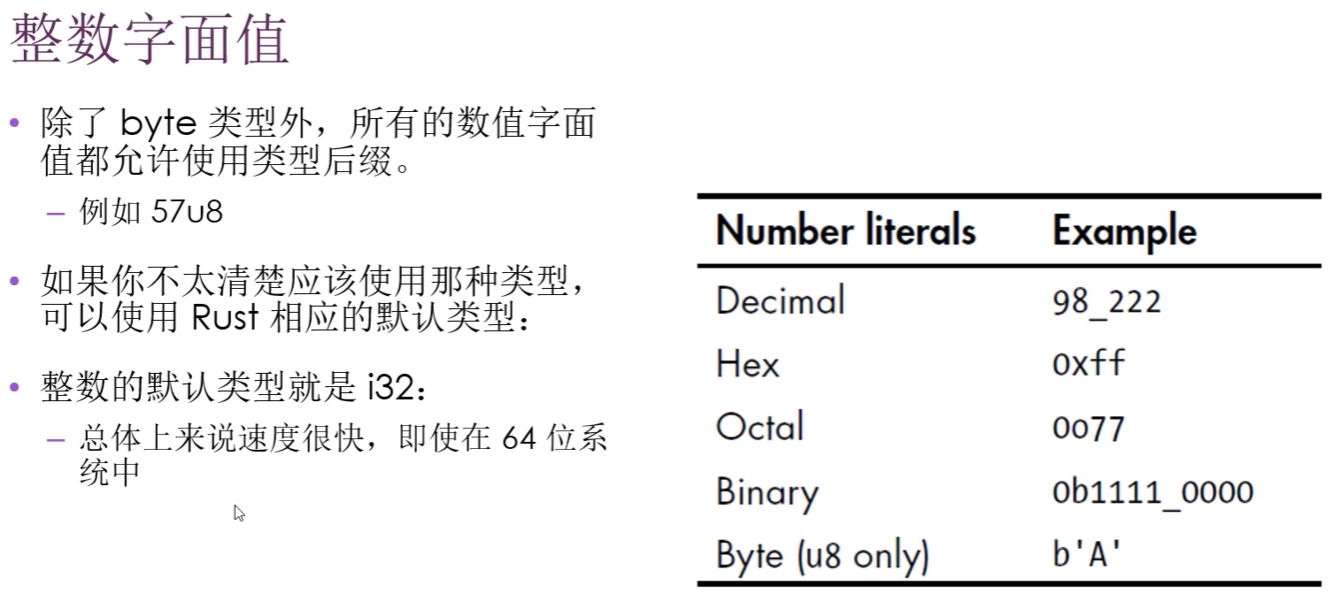 整数字面值
• 除了 byte 类型外，所有的数值字面
值都允许使用类型后缀。
– 例如 57u8
• 如果你不太清楚应该使用那种类型，
可以使用 Rust 相应的默认类型：
• 整数的默认类型就是 i32：
– 总体上来说速度很快，即使在 64 位系
统中
Number literals Example
Decimal 98_222
Hex 0xff
Octal 0o77
Binary 0b1111_0000
Byte (u8 only) b'A'